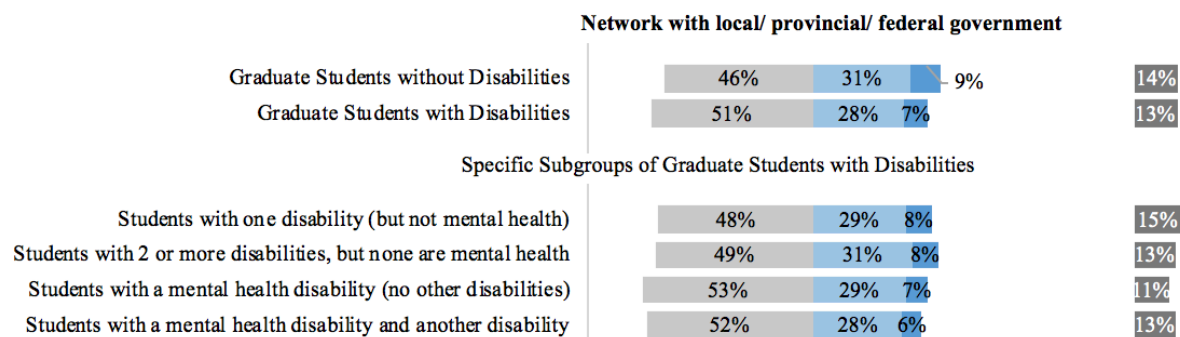 Network with local/ provincial/ federal government
Graduate Students without Disabilities 46% 31% 9% 14%
Graduate Students with Disabilities 51% 28% 7% 13%
Specific Subgroups of Graduate Students with Disabilities
Students with one disability (but not mental health) 48% 29% 8% 15%
Students with 2 or more disabilities, but none are mental health 49% 31% 8% 13%
Students with a mental health disability (no other disabilities) 53% 29% 7% 11%
Students with a mental health disability and another disability 52% 28% 6% 13%